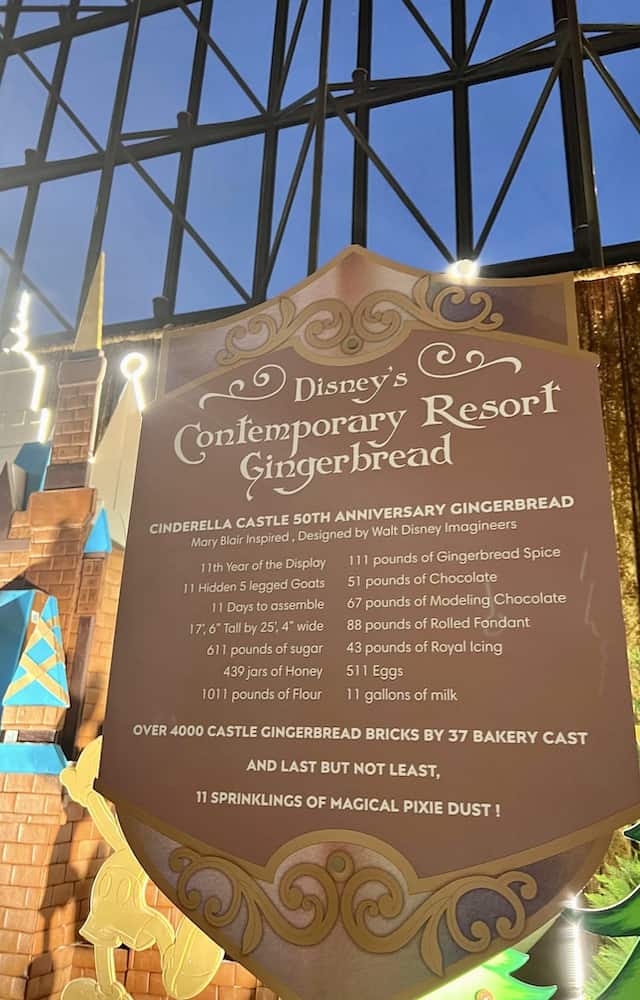 Disney's
Contemporary Resort
Gingerbread
CINDERELLA CASTLE 50TH ANNIVERSARY GINGERBREAD
Mary Blair Inspired , Designed by Walt Disney Imagineers
11th Year of the Display
11 Hidden 5 legged Goats
11 Days to assemble
17', 6" Tall by 25', 4" wide
611 pounds of sugar
439 jars of Honey
1011 pounds of Flour
111 pounds of Gingerbread Spice
51 pounds of Chocolate
67 pounds of Modeling Chocolate
88 pounds of Rolled Fondant
43 pounds of Royal Icing
511 Eggs
11 gallons of milk
OVER 4000 CASTLE GINGERBREAD BRICKS BY 37 BAKERY CAST
AND LAST BUT NOT LEAST,
11 SPRINKLINGS OF MAGICAL PIXIE DUST !